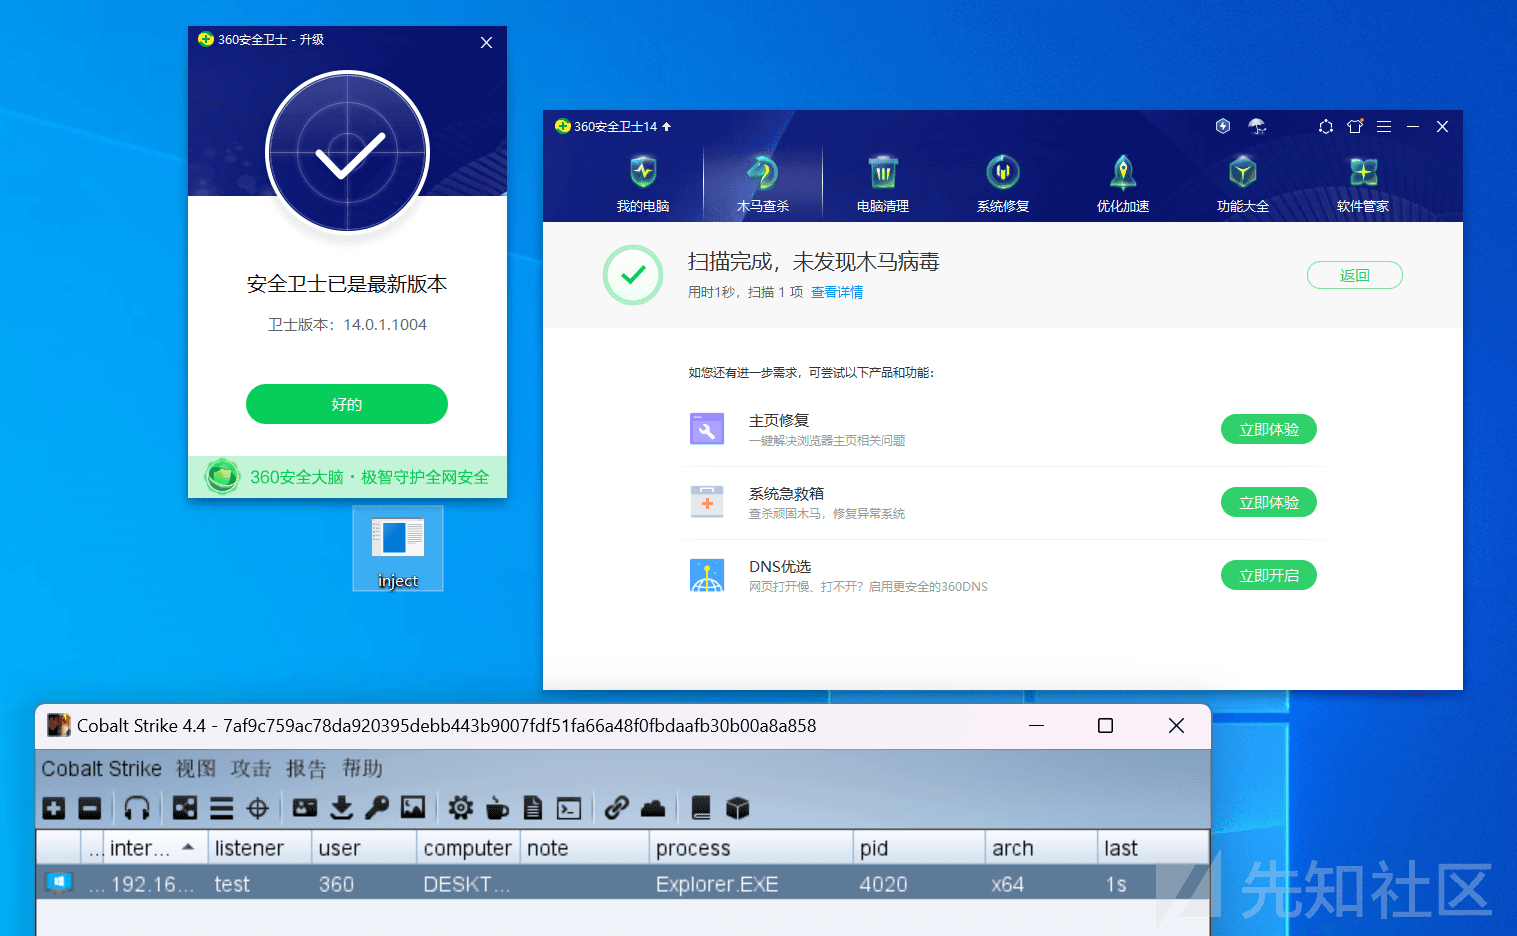 360安全卫士 - 升级
安全卫士已是最新版本
卫士版本：14.0.1.1004
好的
360安全大脑・极智守护全网安全
inject
360安全卫士14
我的电脑
木马查杀
电脑清理
系统修复
优化加速
功能大全
软件管家
扫描完成，未发现木马病毒
用时1秒，扫描 1 项 查看详情
返回
如您还有进一步需求，可尝试以下产品和功能：
主页修复
一键解决浏览器主页相关问题
立即体验
系统急救箱
查杀顽固木马，修复异常系统
立即体验
DNS优选
网页打开慢、打不开？启用更安全的360DNS
立即开启
Cobalt Strike 4.4 - 7af9c759ac78da920395debb443b9007fdf51fa66a48f0fbdaafb30b00a8a858
Cobalt Strike 视图 攻击 报告 帮助
... inter... listener user computer note process pid arch last
... 192.16... test 360 DESKT... Explorer.EXE 4020 x64 1s
先知社区